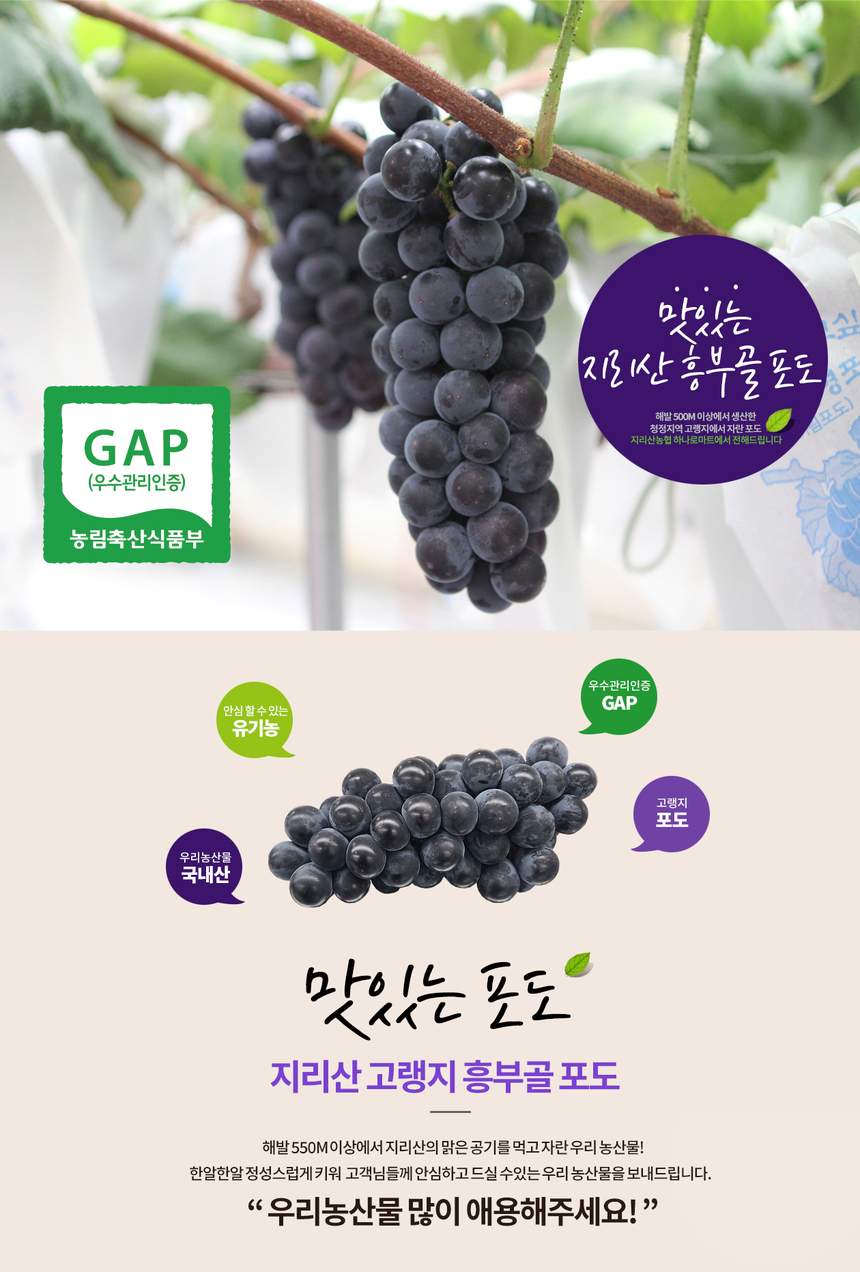 맛있는
지리산 흥부골 포도
해발 500M 이상에서 생산한
청정지역 고랭지에서 자란 포도
지리산농협 하나로마트에서 전해드립니다
GAP
(우수관리인증)
농림축산식품부
우수관리인증
GAP
안심 할 수 있는
유기농
고랭지
포도
우리농산물
국내산
맛있는 포도
지리산 고랭지 흥부골 포도
해발 550M 이상에서 지리산의 맑은 공기를 먹고 자란 우리 농산물!
한알한알 정성스럽게 키워 고객님들께 안심하고 드실 수있는 우리 농산물을 보내드립니다.
“ 우리농산물 많이 애용해주세요! ”